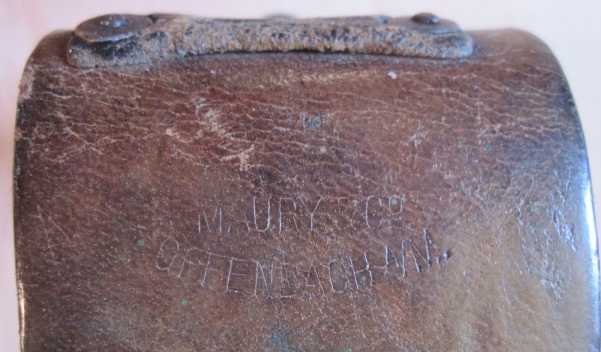 MAURY & Co.
OFFENBACH A/M.